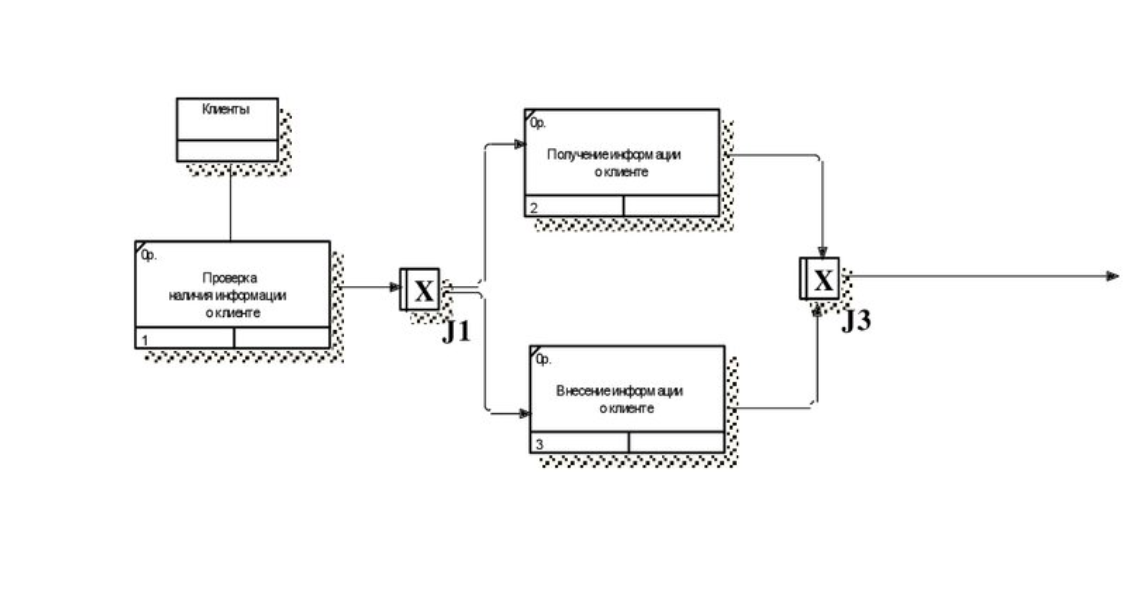 Клиенты
0р.
Проверка
наличия информации
о клиенте
1
X
J1
0р.
Получение информации
о клиенте
2
0р.
Внесение информации
о клиенте
3
X
J3